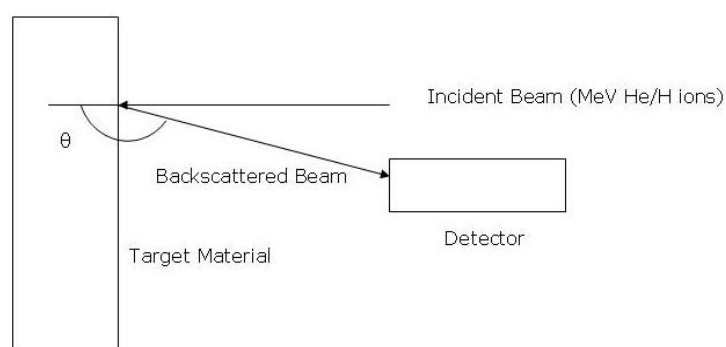 Incident Beam (MeV He/H ions)
θ
Backscattered Beam
Detector
Target Material